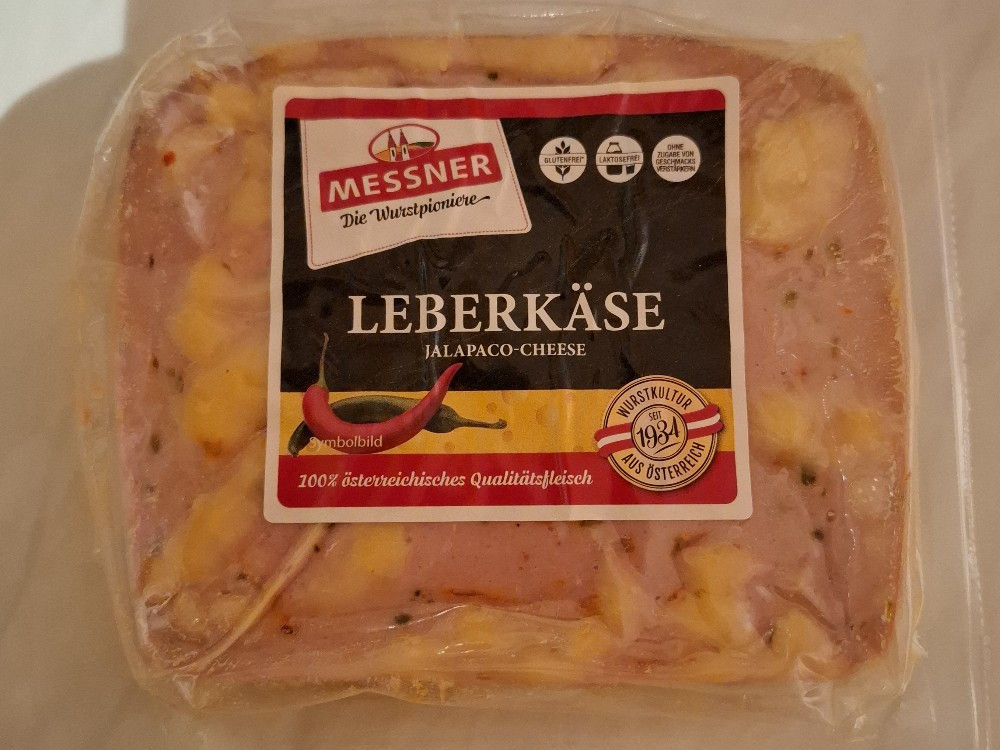 MESSNER
Die Wurstpioniere
GLUTENFREI*
LAKTOSEFREI
OHNE
ZUGABE VON
GESCHMACKS
VERSTÄRKERN
LEBERKÄSE
JALAPACO-CHEESE
Symbolbild
100% österreichisches Qualitätsfleisch
WURSTKULTUR
SEIT
1934
AUS ÖSTERREICH